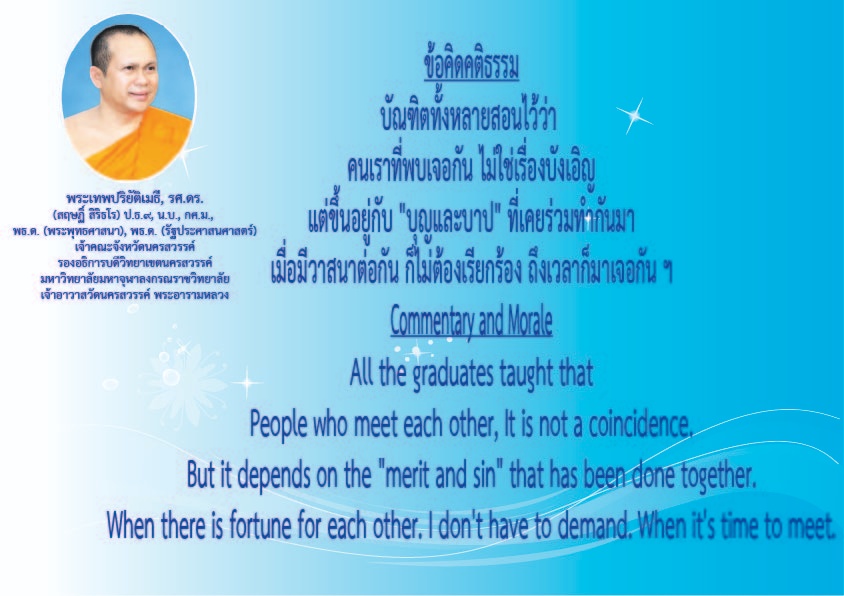 พระเทพปริยัติเมธี, รศ.ดร.
(สฤษฏิ์ สิริธโร) ป.ธ.๙, น.บ., กศ.ม.,
พธ.ด. (พระพุทธศาสนา), พธ.ด. (รัฐประศาสนศาสตร์)
เจ้าคณะจังหวัดนครสวรรค์
รองอธิการบดีวิทยาเขตนครสวรรค์
มหาวิทยาลัยมหาจุฬาลงกรณราชวิทยาลัย
เจ้าอาวาสวัดนครสวรรค์ พระอารามหลวง
ข้อคิดคติธรรม
บัณฑิตทั้งหลายสอนไว้ว่า
คนเราที่พบเจอกัน ไม่ใช่เรื่องบังเอิญ
แต่ขึ้นอยู่กับ "บุญและบาป" ที่เคยร่วมทำกันมา
เมื่อมีวาสนาต่อกัน ก็ไม่ต้องเรียกร้อง ถึงเวลาก็มาเจอกัน ฯ
Commentary and Morale
All the graduates taught that
People who meet each other, It is not a coincidence.
But it depends on the "merit and sin" that has been done together.
When there is fortune for each other. I don't have to demand. When it's time to meet.